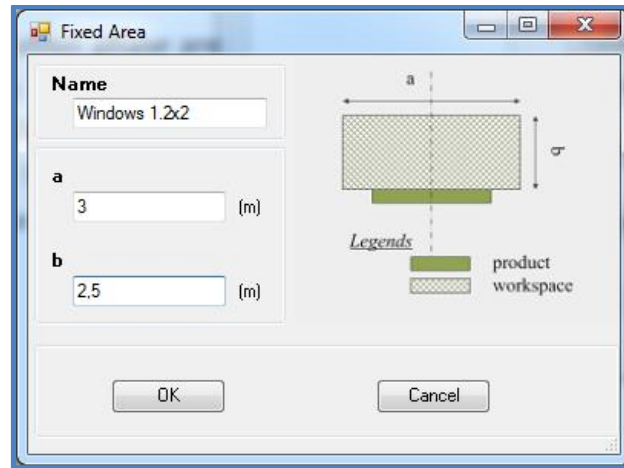 Fixed Area
Name
Windows 1.2x2
a
3 (m)
b
2,5 (m)
a
b
Legends
product
workspace
OK
Cancel